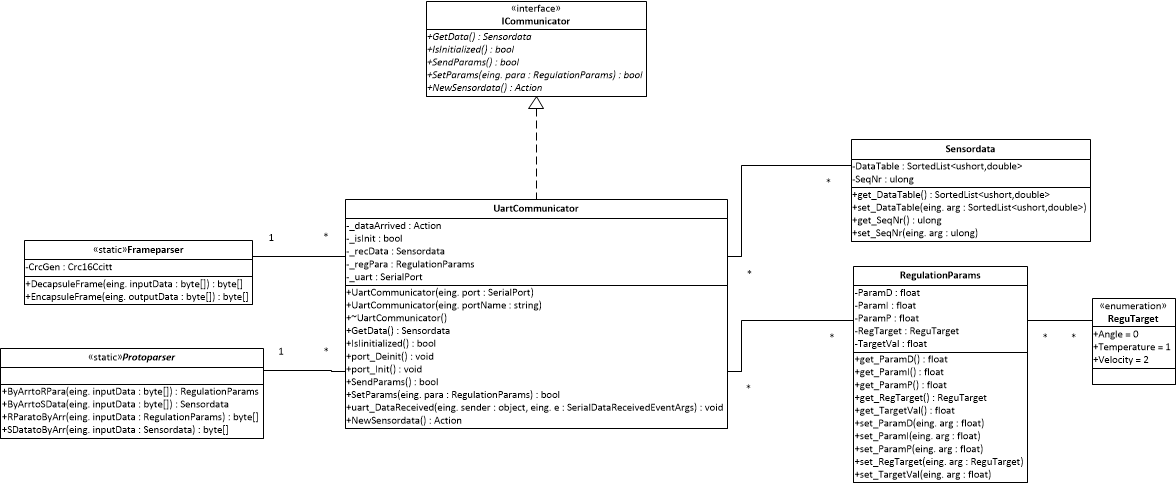 «interface»
ICommunicator
+GetData() : Sensordata
+IsInitialized() : bool
+SendParams() : bool
+SetParams(eing. para : RegulationParams) : bool
+NewSensordata() : Action
Sensordata
-DataTable : SortedList<ushort,double>
-SeqNr : ulong
+get_DataTable() : SortedList<ushort,double>
+set_DataTable(eing. arg : SortedList<ushort,double>)
+get_SeqNr() : ulong
+set_SeqNr(eing. arg : ulong)
*
*
UartCommunicator
-_dataArrived : Action
-_isInit : bool
-_recData : Sensordata
-_regPara : RegulationParams
-_uart : SerialPort
+UartCommunicator(eing. port : SerialPort)
+UartCommunicator(eing. portName : string)
+~UartCommunicator()
+GetData() : Sensordata
+IsIinitialized() : bool
+port_Deinit() : void
+port_Init() : void
+SendParams() : bool
+SetParams(eing. para : RegulationParams) : bool
+uart_DataReceived(eing. sender : object, eing. e : SerialDataReceivedEventArgs) : void
+NewSensordata() : Action
1
*
«static»Frameparser
-CrcGen : Crc16Ccitt
+DecapsuleFrame(eing. inputData : byte[]) : byte[]
+EncapsuleFrame(eing. outputData : byte[]) : byte[]
1
*
«static»Protoparser
+ByArrtoRPara(eing. inputData : byte[]) : RegulationParams
+ByArrtoSData(eing. inputData : byte[]) : Sensordata
+RParatoByArr(eing. inputData : RegulationParams) : byte[]
+SDatatoByArr(eing. inputData : Sensordata) : byte[]
*
*
RegulationParams
-ParamD : float
-ParamI : float
-ParamP : float
-RegTarget : ReguTarget
-TargetVal : float
+get_ParamD() : float
+get_ParamI() : float
+get_ParamP() : float
+get_RegTarget() : ReguTarget
+get_TargetVal() : float
+set_ParamD(eing. arg : float)
+set_ParamI(eing. arg : float)
+set_ParamP(eing. arg : float)
+set_RegTarget(eing. arg : ReguTarget)
+set_TargetVal(eing. arg : float)
*
*
«enumeration»
ReguTarget
+Angle = 0
+Temperature = 1
+Velocity = 2